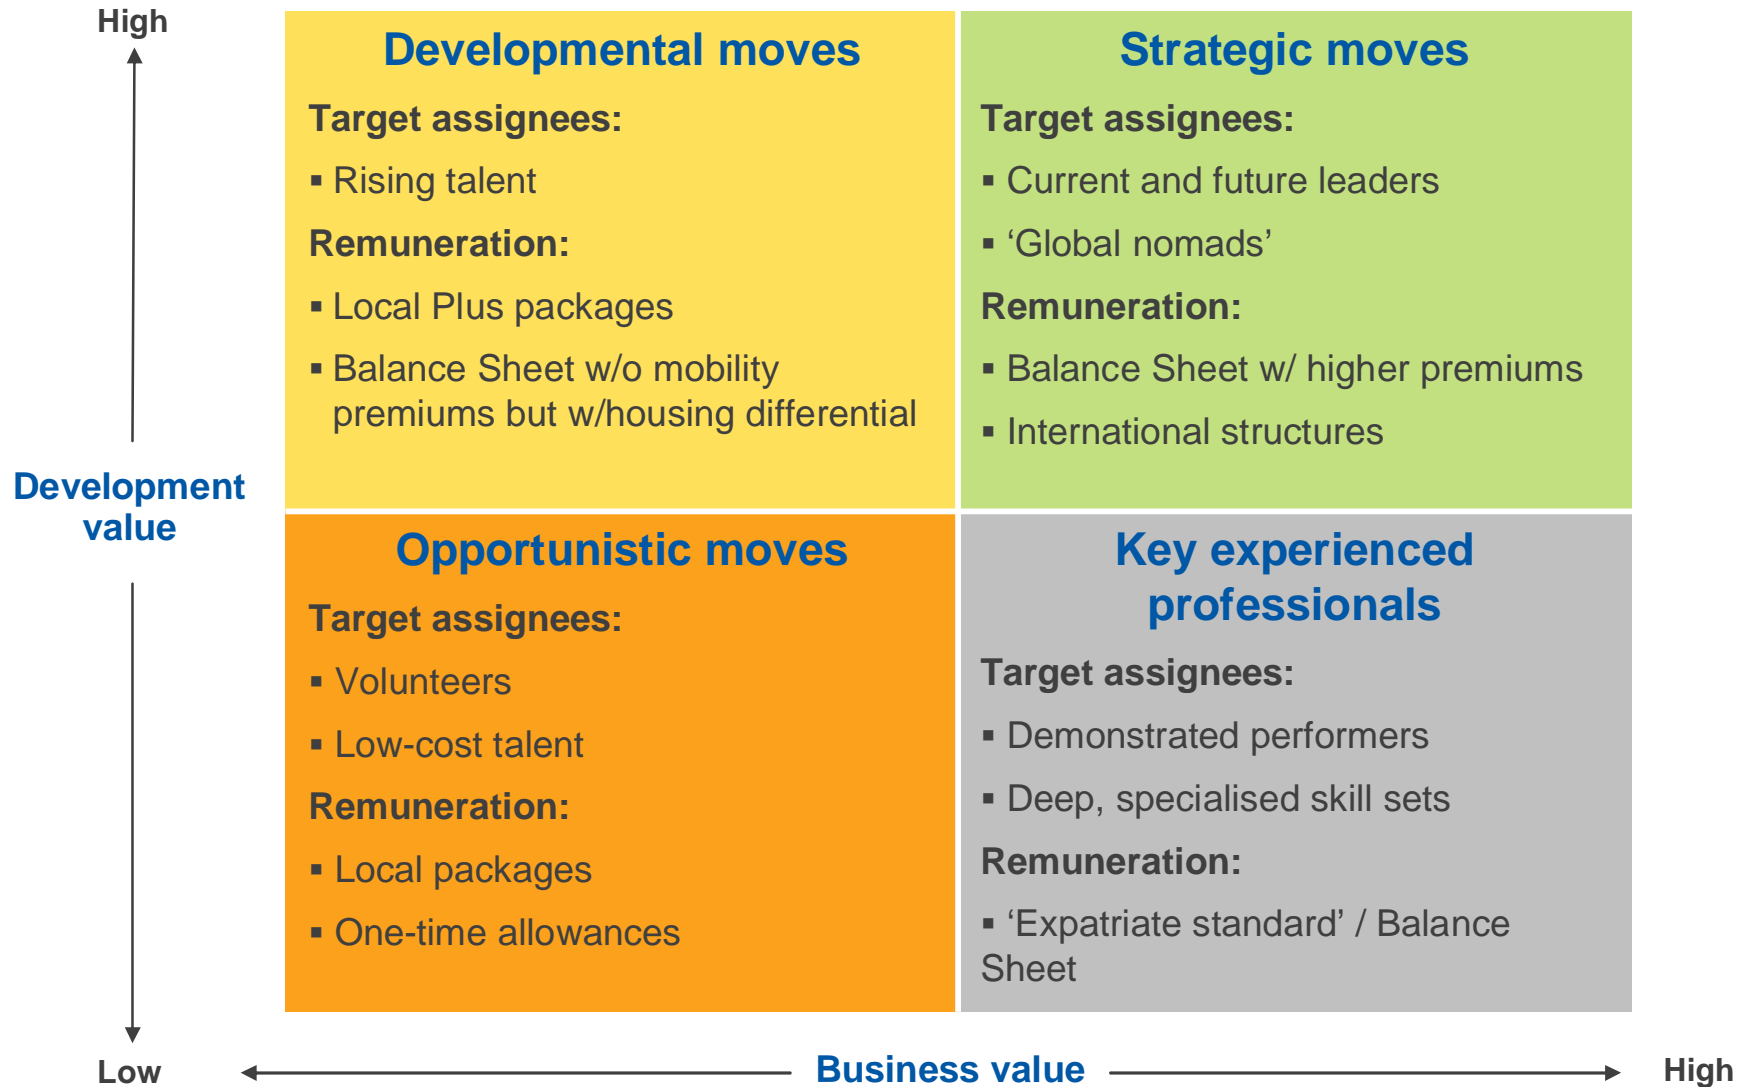 High
Development
value
Low
Developmental moves
Target assignees:
▪ Rising talent
Remuneration:
▪ Local Plus packages
▪ Balance Sheet w/o mobility
premiums but w/housing differential
Strategic moves
Target assignees:
▪ Current and future leaders
▪ ‘Global nomads’
Remuneration:
▪ Balance Sheet w/ higher premiums
▪ International structures
Opportunistic moves
Target assignees:
▪ Volunteers
▪ Low-cost talent
Remuneration:
▪ Local packages
▪ One-time allowances
Key experienced
professionals
Target assignees:
▪ Demonstrated performers
▪ Deep, specialised skill sets
Remuneration:
▪ ‘Expatriate standard’ / Balance
Sheet
Business value
High